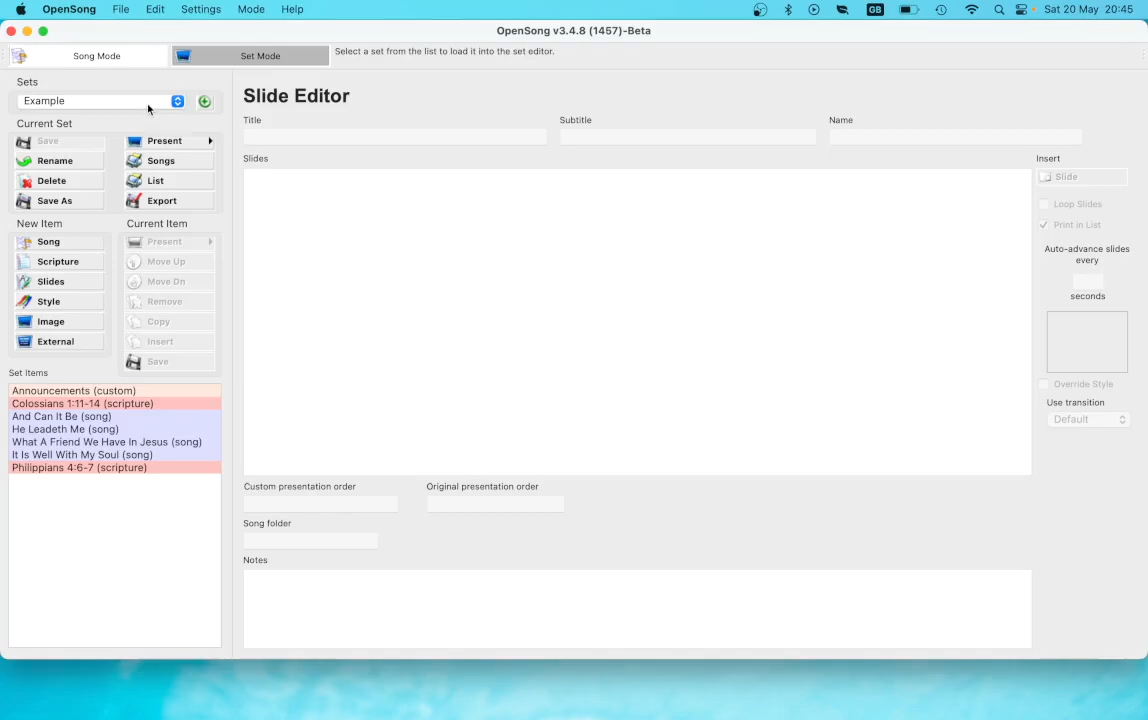 OpenSong File Edit Settings Mode Help GB Sat 20 May 20:45
OpenSong v3.4.8 (1457)-Beta
Song Mode Set Mode Select a set from the list to load it into the set editor.
Sets
Example
Current Set
Save Present
Rename Songs
Delete List
Save As Export
New Item Current Item
Song Present
Scripture Move Up
Slides Move Dn
Style Remove
Image Copy
External Insert
Save
Set Items
Announcements (custom)
Colossians 1:11-14 (scripture)
And Can It Be (song)
He Leadeth Me (song)
What A Friend We Have In Jesus (song)
It Is Well With My Soul (song)
Philippians 4:6-7 (scripture)
Slide Editor
Title Subtitle Name
Slides Insert
Slide
Loop Slides
Print In List
Auto-advance slides
every
seconds
Override Style
Use transition
Default
Custom presentation order Original presentation order
Song folder
Notes